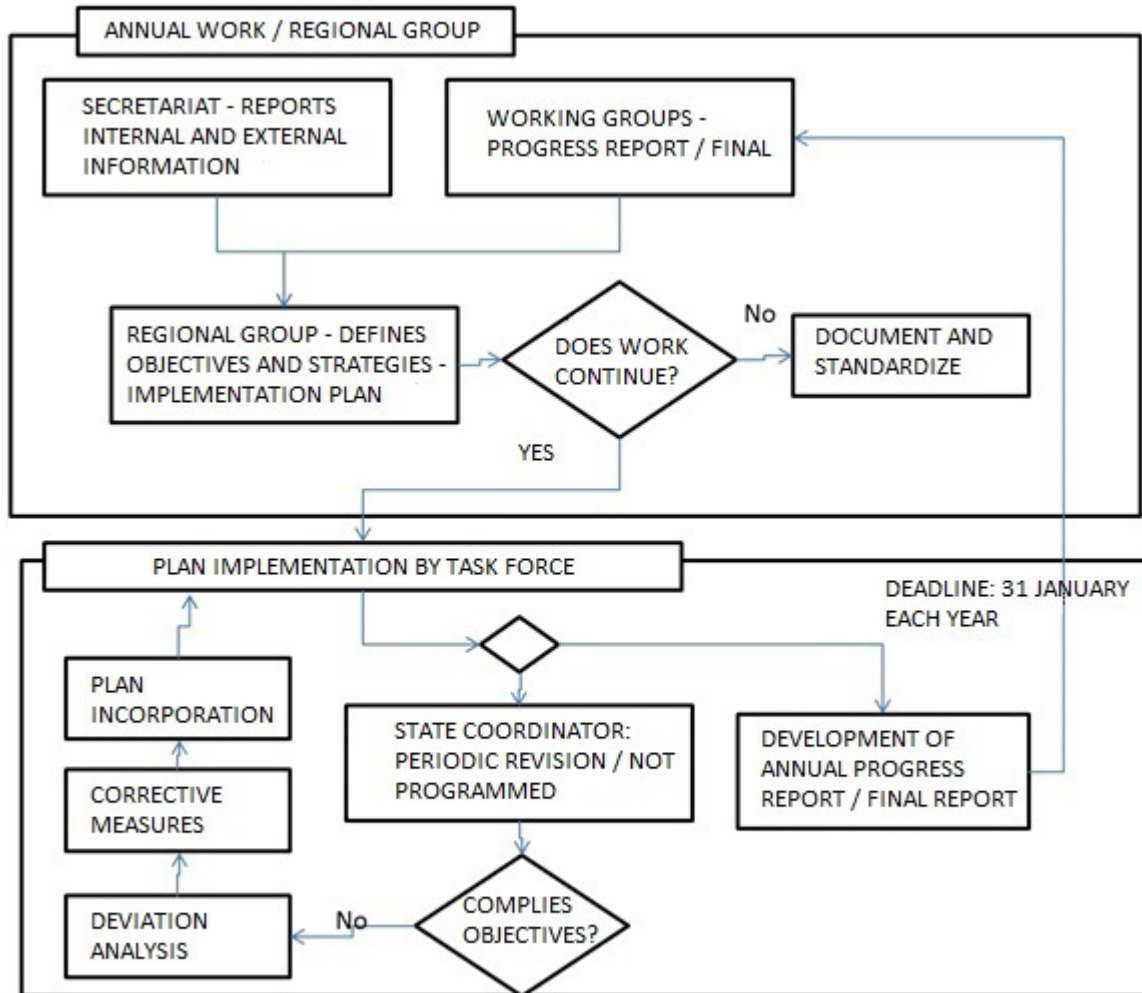 ANNUAL WORK / REGIONAL GROUP
SECRETARIAT - REPORTS
INTERNAL AND EXTERNAL
INFORMATION
WORKING GROUPS -
PROGRESS REPORT / FINAL
REGIONAL GROUP - DEFINES
OBJECTIVES AND STRATEGIES -
IMPLEMENTATION PLAN
DOES WORK
CONTINUE?
No
DOCUMENT AND
STANDARDIZE
YES
PLAN IMPLEMENTATION BY TASK FORCE
DEADLINE: 31 JANUARY
EACH YEAR
PLAN
INCORPORATION
STATE COORDINATOR:
PERIODIC REVISION / NOT
PROGRAMMED
DEVELOPMENT OF
ANNUAL PROGRESS
REPORT / FINAL REPORT
CORRECTIVE
MEASURES
COMPLIES
OBJECTIVES?
No
DEVIATION
ANALYSIS